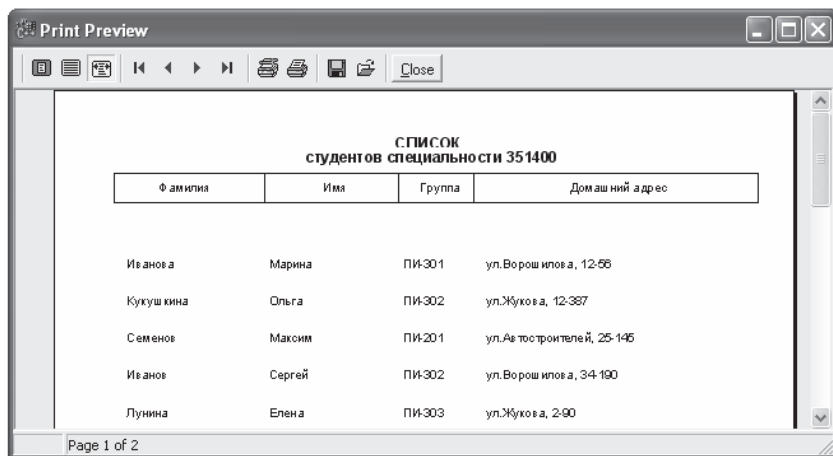 Print Preview
Close
СПИСОК
студентов специальности 351400
Фамилия Имя Группа Домашний адрес
Иванова Марина ПИ-301 ул.Ворошилова, 12-56
Кукушкина Ольга ПИ-302 ул.Жукова, 12-387
Семенов Максим ПИ-201 ул.Автостроителей, 25-145
Иванов Сергей ПИ-302 ул.Ворошилова, 34-190
Лунина Елена ПИ-303 ул.Жукова, 2-90
Page 1 of 2